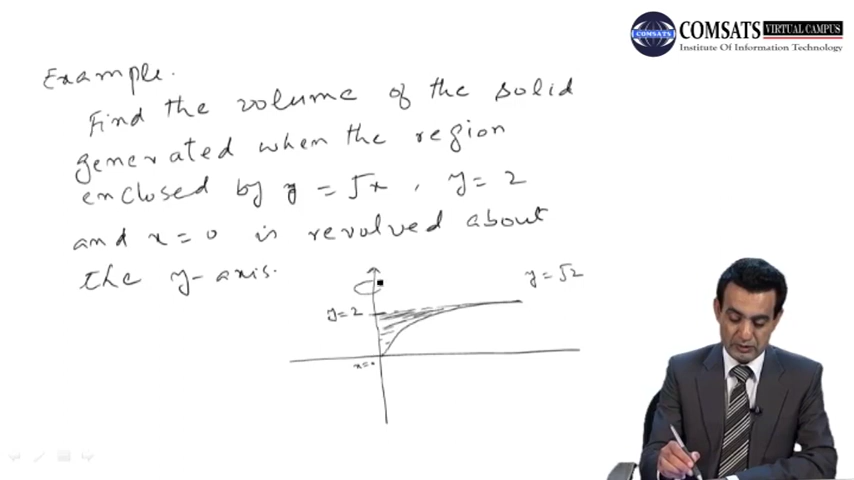 COMSATS
COMSATS VIRTUAL CAMPUS
Institute Of Information Technology
Example.
Find the volume of the solid
generated when the region
enclosed by y = √x , y = 2
and x = 0 is revolved about
the y-axis.
y = √2
y = 2
x = 0